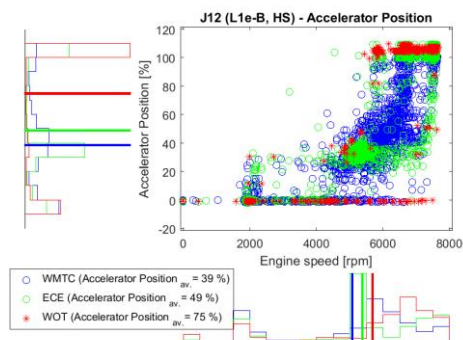 J12 (L1e-B, HS) - Accelerator Position
Accelerator Position [%]
120
100
80
60
40
20
0
-20
0 2000 4000 6000 8000
Engine speed [rpm]
WMTC (Accelerator Position av. = 39 %)
ECE (Accelerator Position av. = 49 %)
WOT (Accelerator Position av. = 75 %)